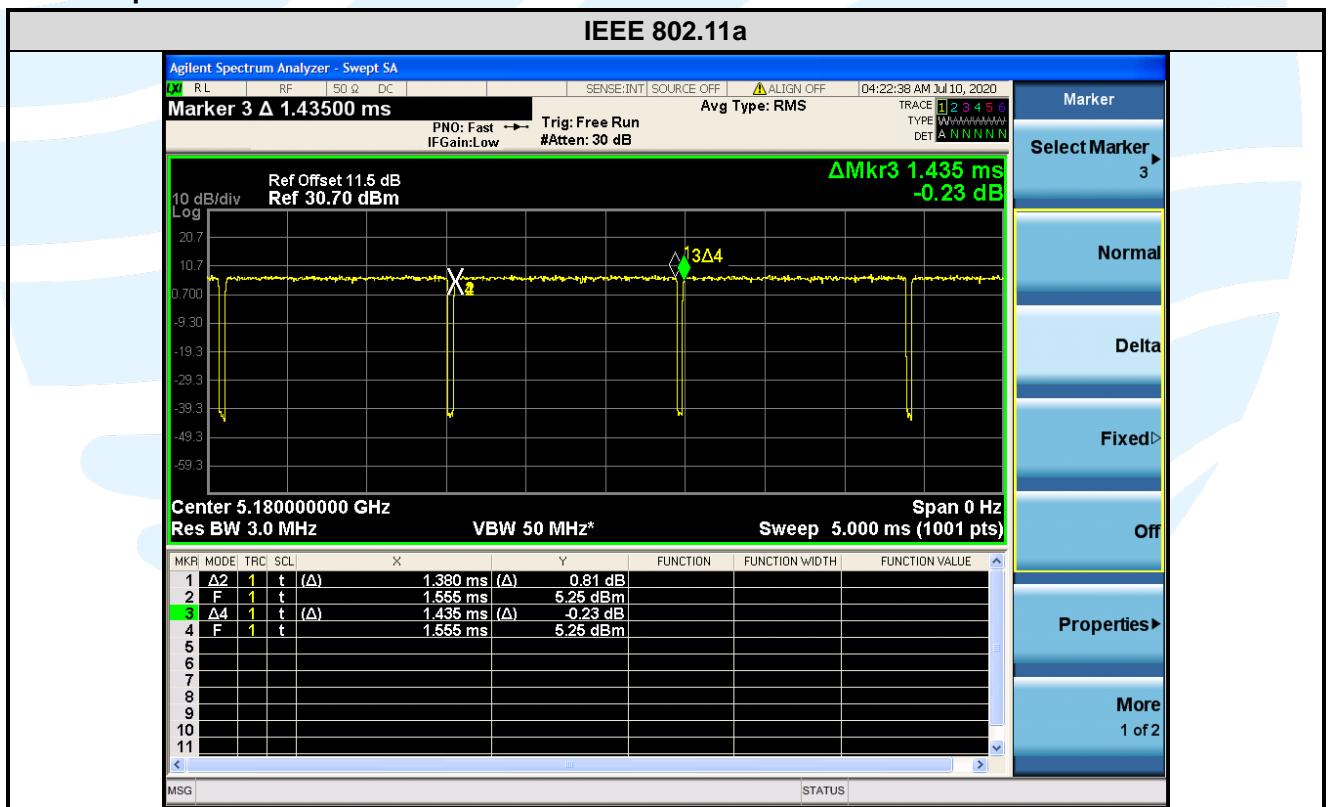 IEEE 802.11a
Agilent Spectrum Analyzer - Swept SA
LXI RL RF 50 Ω DC SENSE:INT SOURCE OFF ALIGN OFF 04:22:38 AM Jul 10, 2020
Marker 3 Δ 1.43500 ms
PNO: Fast
IFGain:Low
Trig: Free Run
#Atten: 30 dB
Avg Type: RMS
TRACE 1 2 3 4 5 6
TYPE WWWWWW
DET A N N N N N
ΔMkr3 1.435 ms
-0.23 dB
Ref Offset 11.5 dB
10 dB/div Ref 30.70 dBm
Log
20.7
10.7
0.700
-9.30
-19.3
-29.3
-39.3
-49.3
-59.3
1 3Δ4
Center 5.180000000 GHz Span 0 Hz
Res BW 3.0 MHz VBW 50 MHz* Sweep 5.000 ms (1001 pts)
MKR MODE TRC SCL X Y FUNCTION FUNCTION WIDTH FUNCTION VALUE
1 Δ2 1 t (Δ) 1.380 ms (Δ) 0.81 dB
2 F 1 t 1.555 ms 5.25 dBm
3 Δ4 1 t (Δ) 1.435 ms (Δ) -0.23 dB
4 F 1 t 1.555 ms 5.25 dBm
5
6
7
8
9
10
11
MSG STATUS
Marker
Select Marker
3
Normal
Delta
Fixed
Off
Properties
More
1 of 2